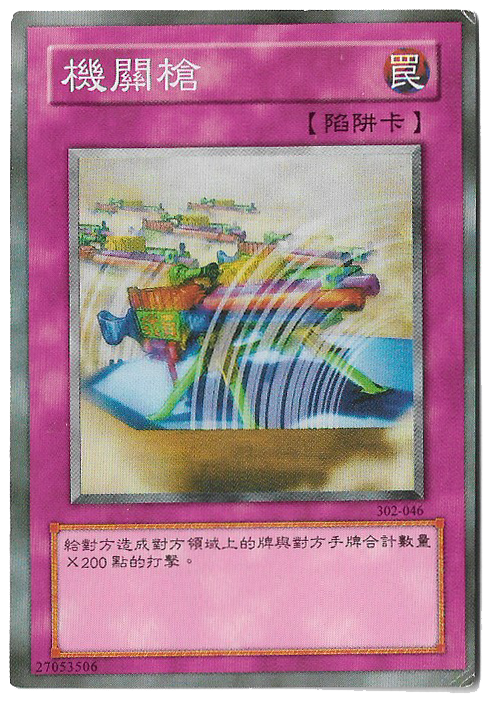 機關槍
罠
【陷阱卡】
302-046
給對方造成對方領域上的牌與對方手牌合計數量
×200 點的打擊。
27053506